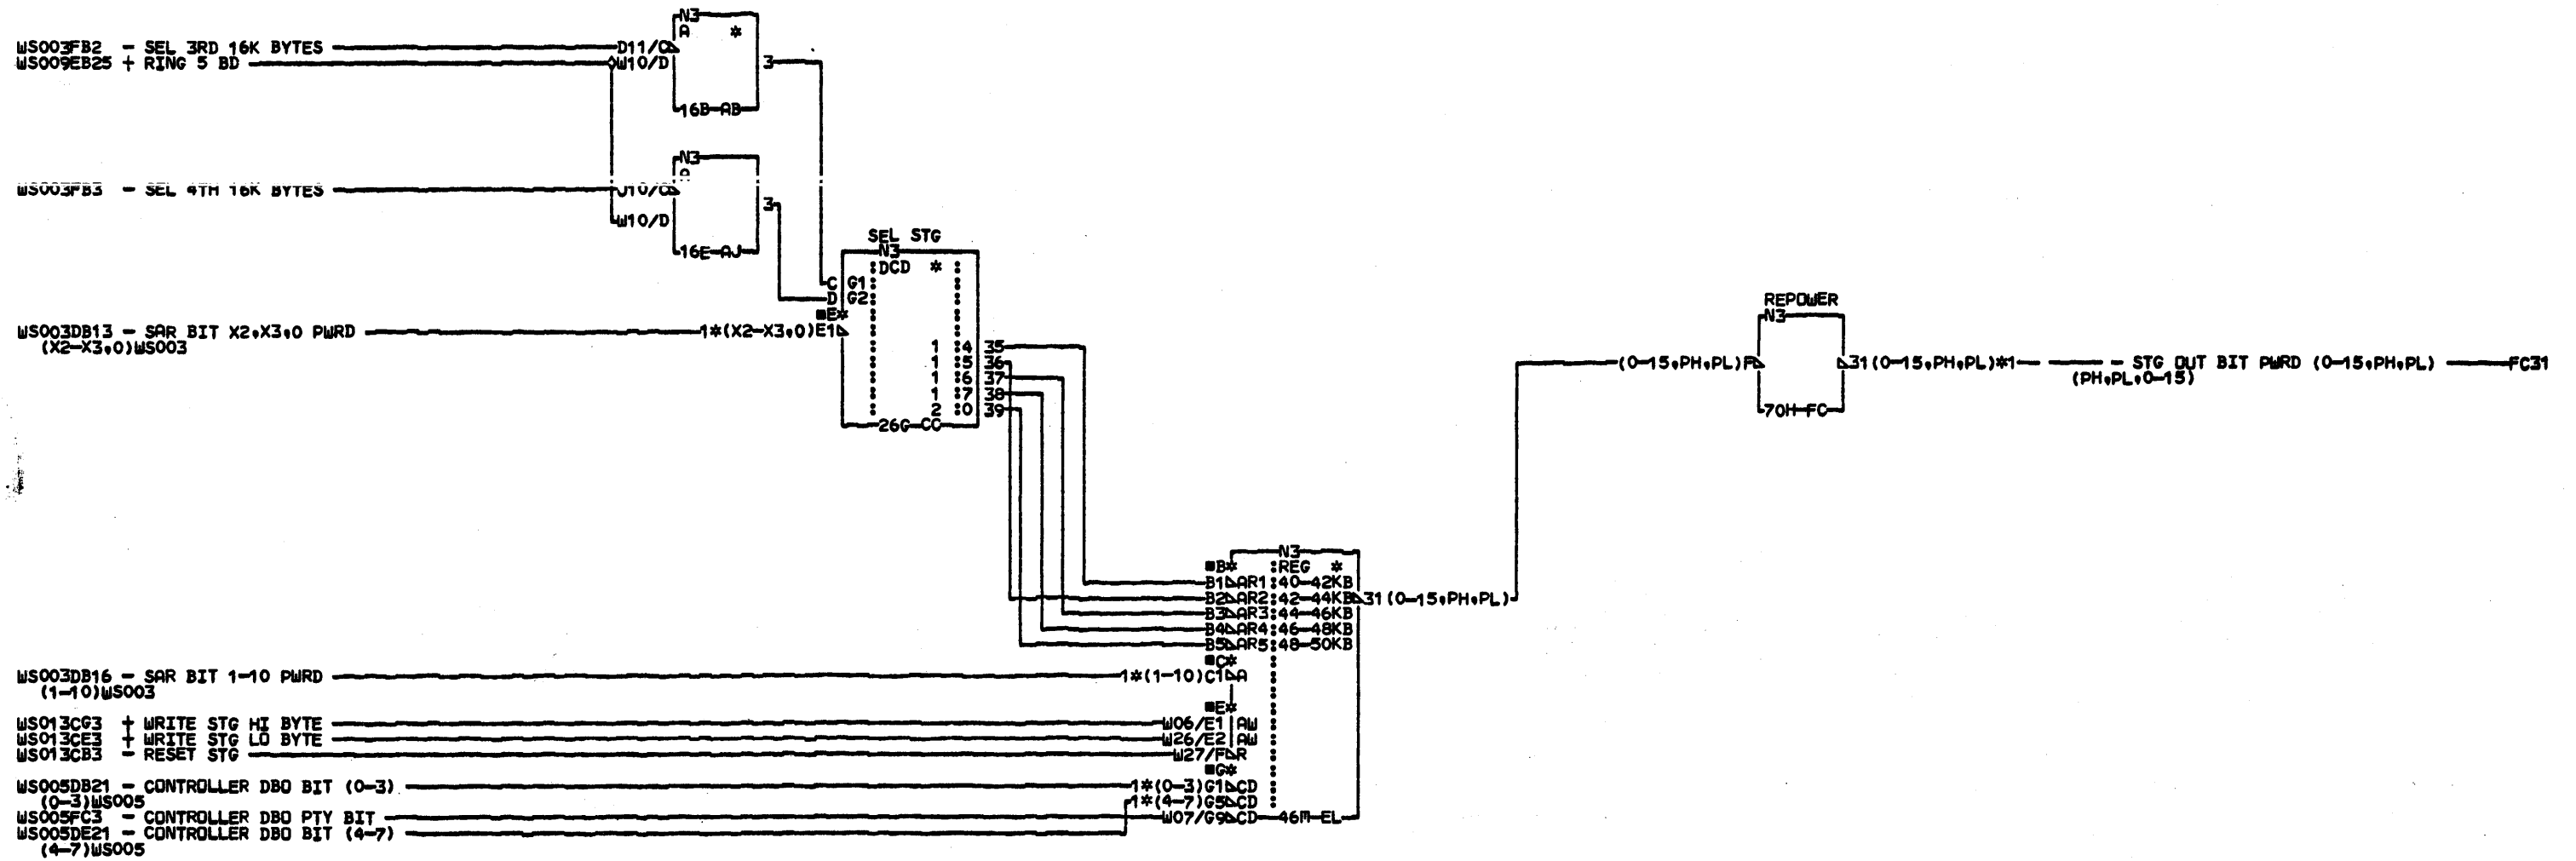 N3
A *
WS003FB2 - SEL 3RD 16K BYTES D11/C
WS009EB25 + RING 5 BD W10/D
3
16B-AB
N3
WS003FB3 - SEL 4TH 16K BYTES J10/C
3
W10/D
16E-AJ
SEL STG
N3
DCD *
C G1
D G2
■E*
WS003DB13 - SAR BIT X2,X3,0 PWRD 1*(X2-X3,0)E1
(X2-X3,0)WS003
1 :4 35
1 :5 36
1 :6 37
1 :7 38
2 :0 39
26G-CC
REPOWER
N3
(0-15,PH,PL)F 31(0-15,PH,PL)*1 - STG OUT BIT PWRD (0-15,PH,PL) FC31
(PH,PL,0-15)
70H-FC
N3
■B* :REG *
B1 AR1:40-42KB
B2 AR2:42-44KB 31(0-15,PH,PL)
B3 AR3:44-46KB
B4 AR4:46-48KB
B5 AR5:48-50KB
■C*
WS003DB16 - SAR BIT 1-10 PWRD 1*(1-10)C1 A
(1-10)WS003
■E*
WS013CG3 + WRITE STG HI BYTE W06/E1 AW
WS013CE3 + WRITE STG LO BYTE W26/E2 AW
WS013CB3 - RESET STG W27/F R
■G*
WS005DB21 - CONTROLLER DBO BIT (0-3) 1*(0-3)G1 CD
(0-3)WS005 1*(4-7)G5 CD
WS005FC3 - CONTROLLER DBO PTY BIT W07/G9 CD 46M-EL
WS005DE21 - CONTROLLER DBO BIT (4-7)
(4-7)WS005